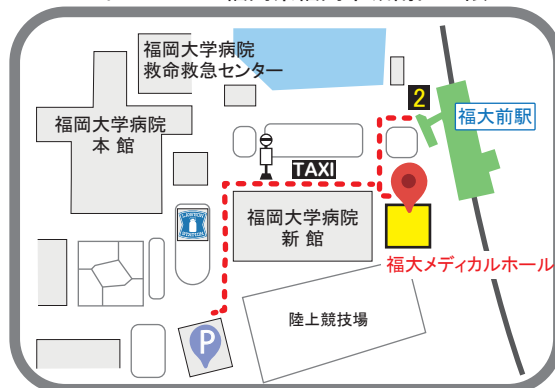 福岡大学病院
救命救急センター
福岡大学病院
本 館
2
福大前駅
TAXI
LAWSON
STATION
福岡大学病院
新 館
福大メディカルホール
陸上競技場
P